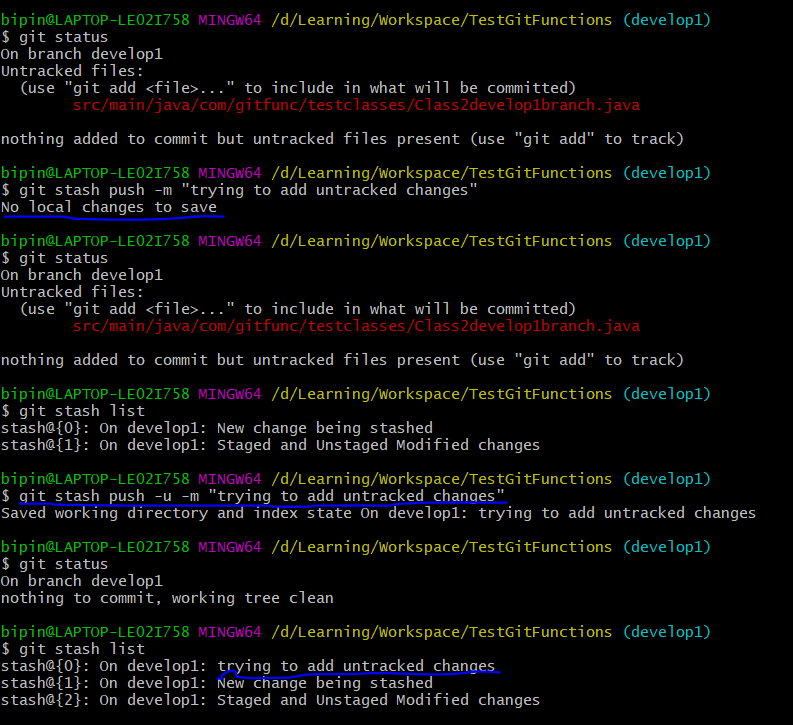 bipin@LAPTOP-LE02I758 MINGW64 /d/Learning/Workspace/TestGitFunctions (develop1)
$ git status
On branch develop1
Untracked files:
  (use "git add <file>..." to include in what will be committed)
        src/main/java/com/gitfunc/testclasses/Class2develop1branch.java

nothing added to commit but untracked files present (use "git add" to track)

bipin@LAPTOP-LE02I758 MINGW64 /d/Learning/Workspace/TestGitFunctions (develop1)
$ git stash push -m "trying to add untracked changes"
No local changes to save

bipin@LAPTOP-LE02I758 MINGW64 /d/Learning/Workspace/TestGitFunctions (develop1)
$ git status
On branch develop1
Untracked files:
  (use "git add <file>..." to include in what will be committed)
        src/main/java/com/gitfunc/testclasses/Class2develop1branch.java

nothing added to commit but untracked files present (use "git add" to track)

bipin@LAPTOP-LE02I758 MINGW64 /d/Learning/Workspace/TestGitFunctions (develop1)
$ git stash list
stash@{0}: On develop1: New change being stashed
stash@{1}: On develop1: Staged and Unstaged Modified changes

bipin@LAPTOP-LE02I758 MINGW64 /d/Learning/Workspace/TestGitFunctions (develop1)
$ git stash push -u -m "trying to add untracked changes"
Saved working directory and index state On develop1: trying to add untracked changes

bipin@LAPTOP-LE02I758 MINGW64 /d/Learning/Workspace/TestGitFunctions (develop1)
$ git status
On branch develop1
nothing to commit, working tree clean

bipin@LAPTOP-LE02I758 MINGW64 /d/Learning/Workspace/TestGitFunctions (develop1)
$ git stash list
stash@{0}: On develop1: trying to add untracked changes
stash@{1}: On develop1: New change being stashed
stash@{2}: On develop1: Staged and Unstaged Modified changes